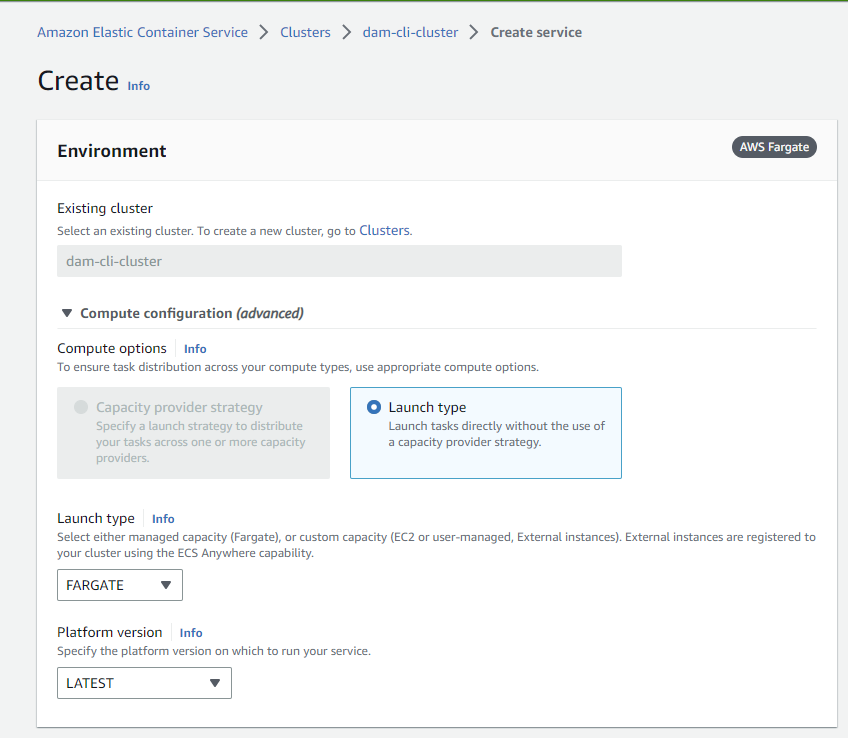 Amazon Elastic Container Service > Clusters > dam-cli-cluster > Create service
Create Info
Environment
AWS Fargate
Existing cluster
Select an existing cluster. To create a new cluster, go to Clusters.
dam-cli-cluster
Compute configuration (advanced)
Compute options Info
To ensure task distribution across your compute types, use appropriate compute options.
Capacity provider strategy
Specify a launch strategy to distribute
your tasks across one or more capacity
providers.
Launch type
Launch tasks directly without the use of
a capacity provider strategy.
Launch type Info
Select either managed capacity (Fargate), or custom capacity (EC2 or user-managed, External instances). External instances are registered to
your cluster using the ECS Anywhere capability.
FARGATE
Platform version Info
Specify the platform version on which to run your service.
LATEST